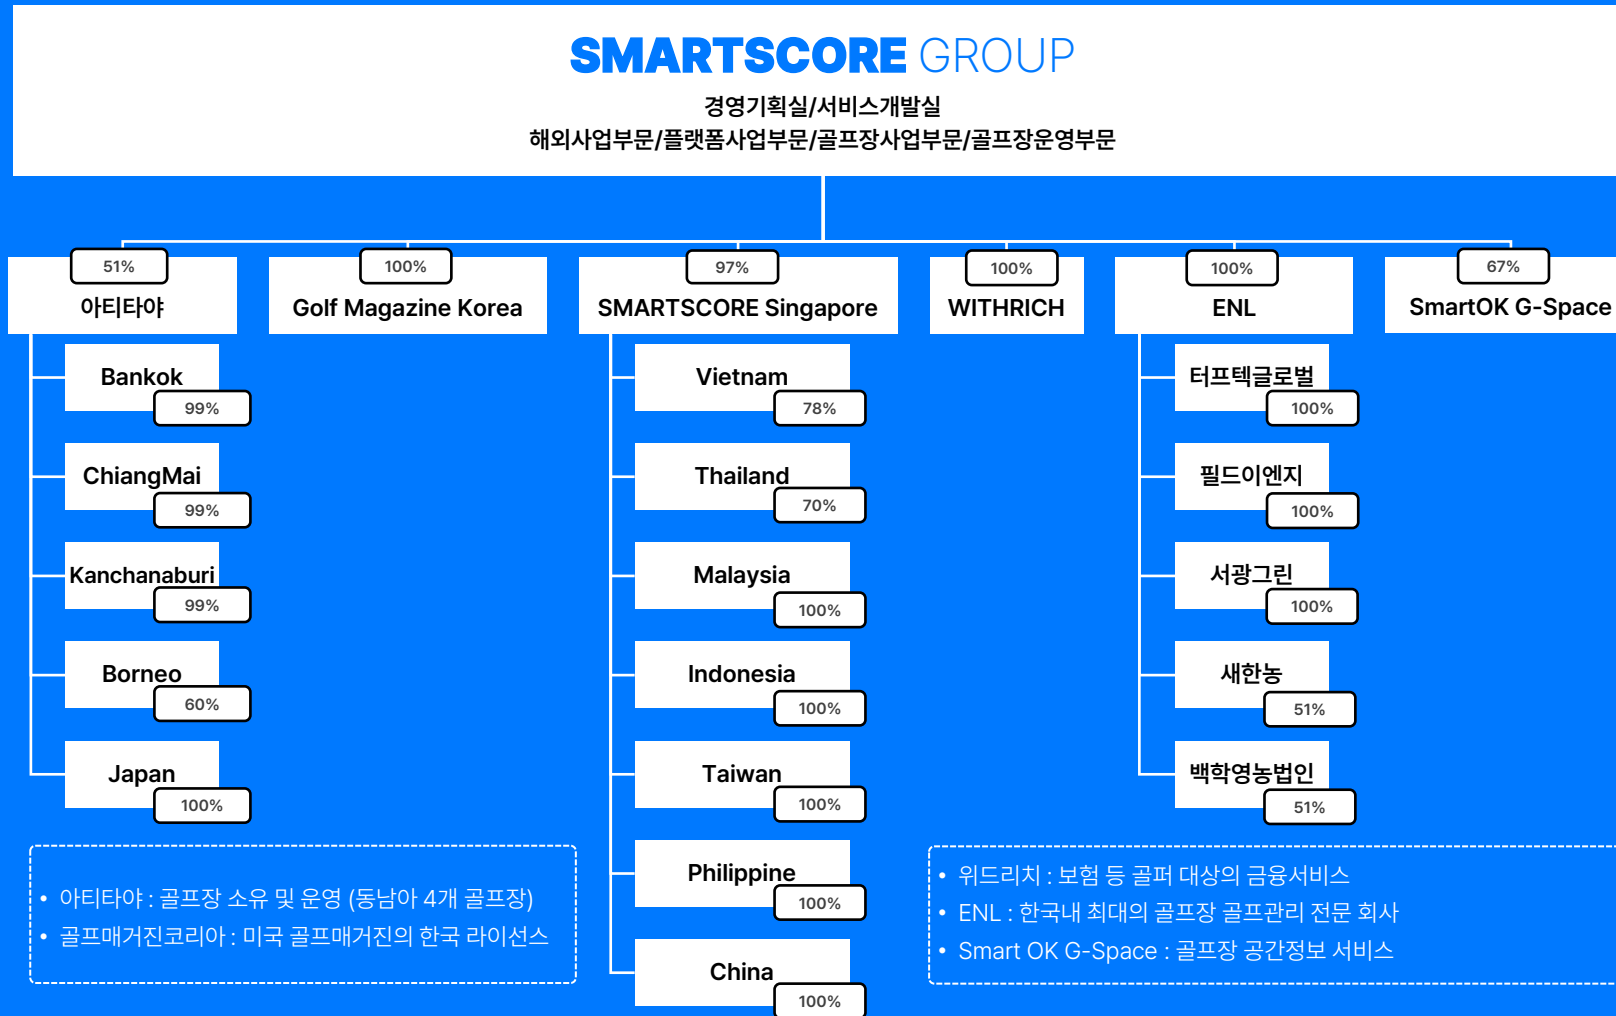 SMARTSCORE GROUP
경영기획실/서비스개발실
해외사업부문/플랫폼사업부문/골프장사업부문/골프장운영부문
51%
아티타야
100%
Golf Magazine Korea
97%
SMARTSCORE Singapore
100%
WITHRICH
100%
ENL
67%
SmartOK G-Space
Bankok
99%
ChiangMai
99%
Kanchanaburi
99%
Borneo
60%
Japan
100%
Vietnam
78%
Thailand
70%
Malaysia
100%
Indonesia
100%
Taiwan
100%
Philippine
100%
China
100%
터프텍글로벌
100%
필드이엔지
100%
서광그린
100%
새한농
51%
백학영농법인
51%
• 아티타야 : 골프장 소유 및 운영 (동남아 4개 골프장)
• 골프매거진코리아 : 미국 골프매거진의 한국 라이선스
• 위드리치 : 보험 등 골퍼 대상의 금융서비스
• ENL : 한국내 최대의 골프장 골프관리 전문 회사
• Smart OK G-Space : 골프장 공간정보 서비스